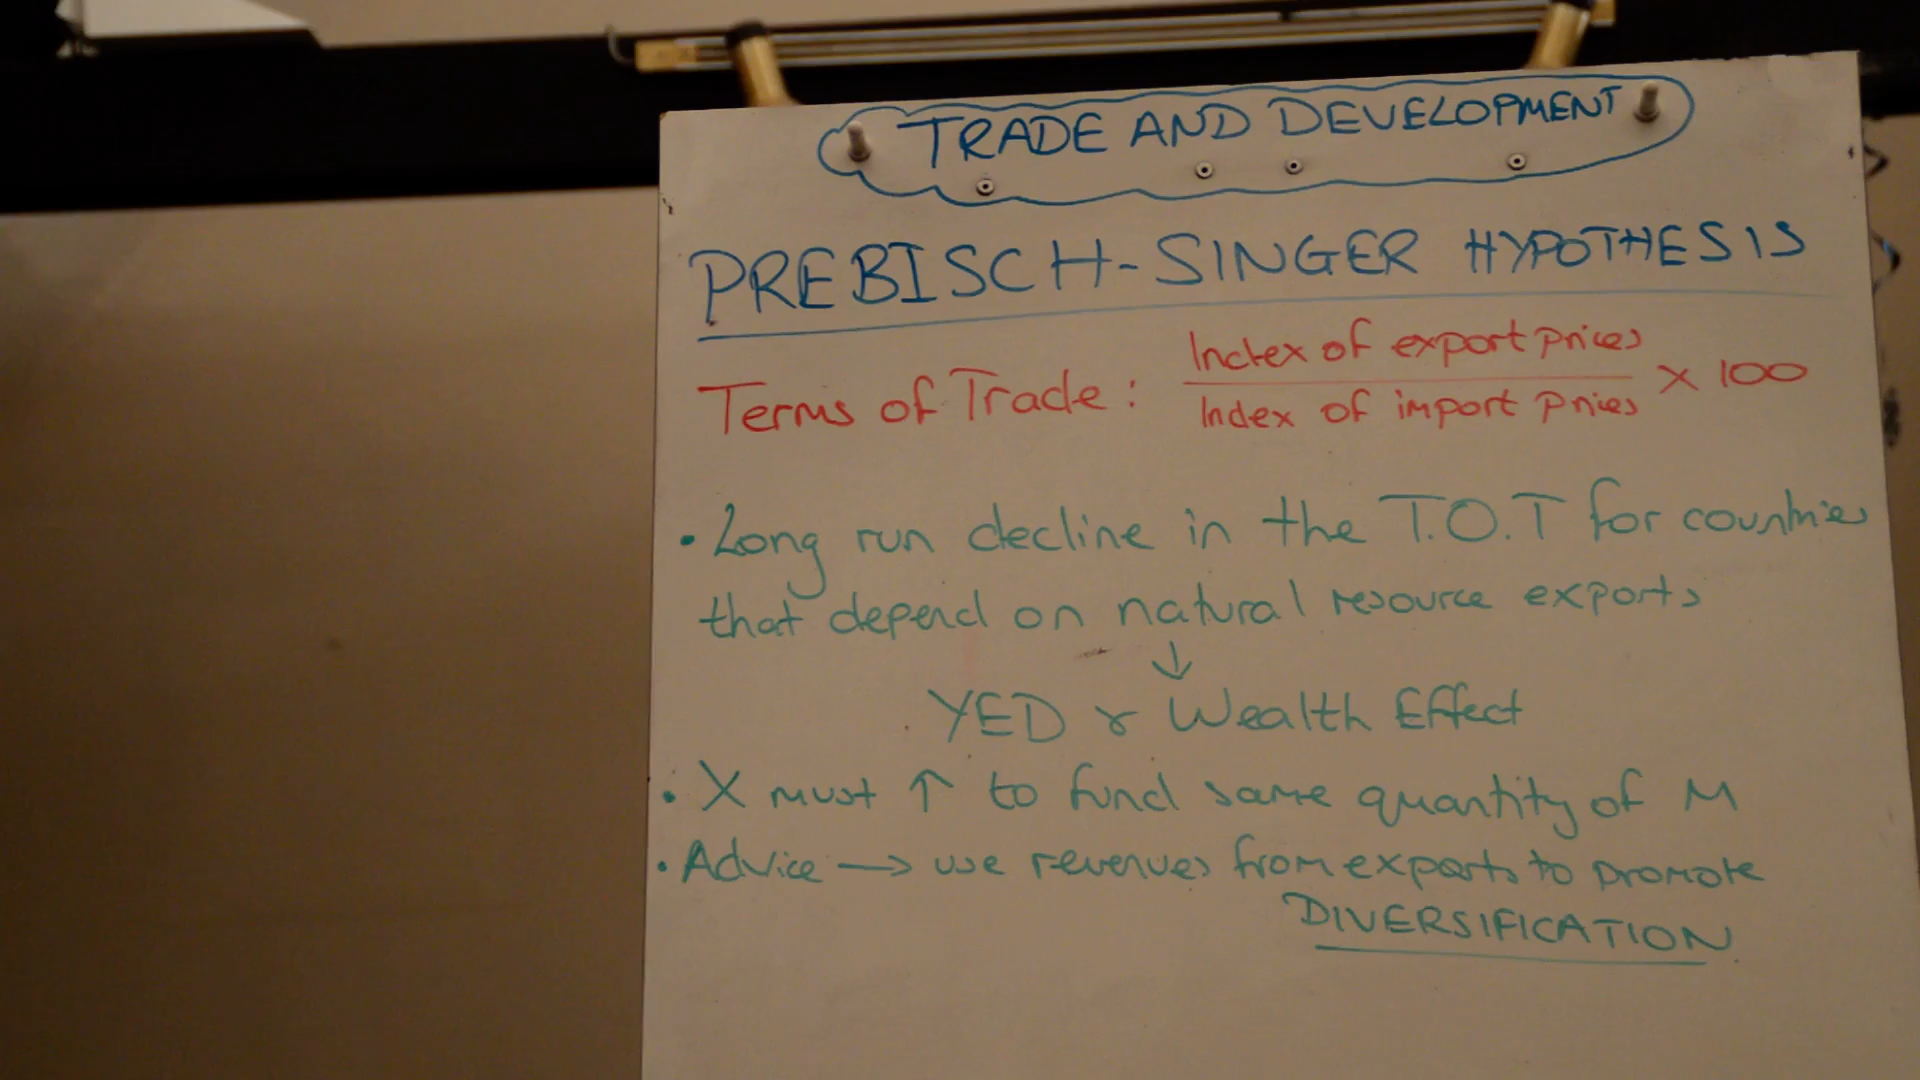 TRADE AND DEVELOPMENT
PREBISCH-SINGER HYPOTHESIS
Terms of Trade: Index of export prices / Index of import prices × 100
• Long run decline in the T.O.T for countries
that depend on natural resource exports
↓
YED & Wealth Effect
• X must ↑ to fund same quantity of M
• Advice → use revenues from exports to promote
DIVERSIFICATION